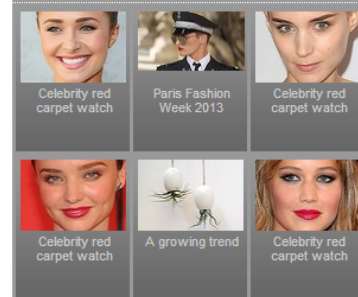 Celebrity red
carpet watch
Paris Fashion
Week 2013
Celebrity red
carpet watch
Celebrity red
carpet watch
A growing trend
Celebrity red
carpet watch